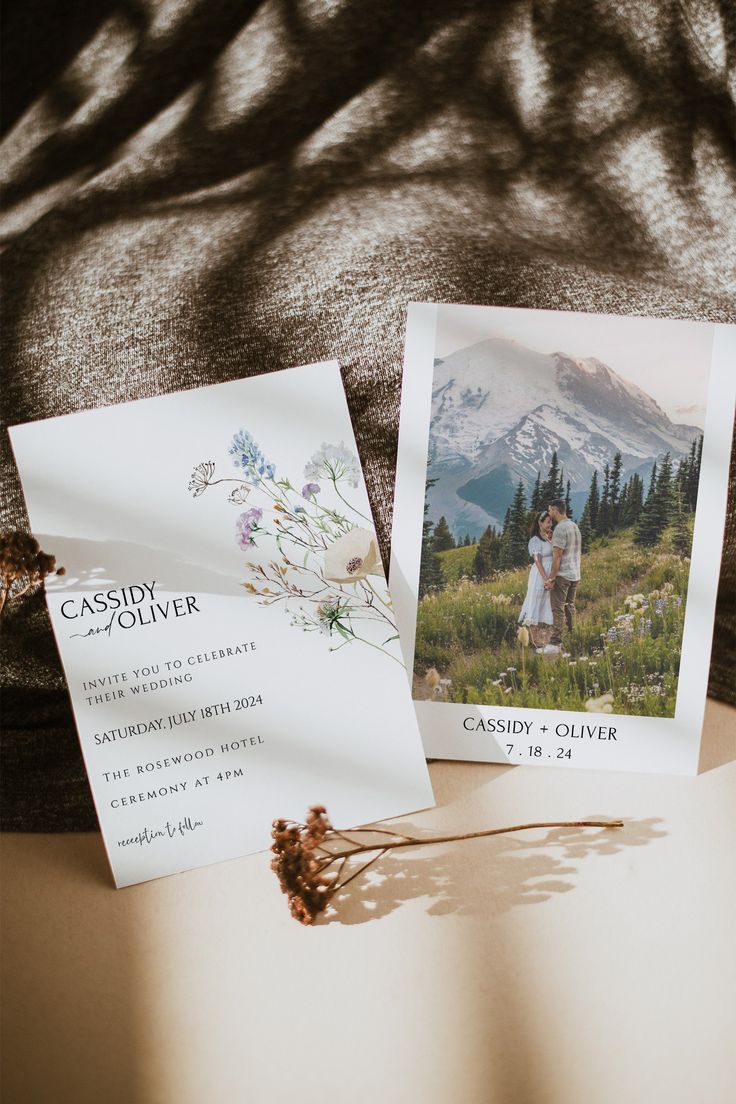 CASSIDY
and OLIVER
INVITE YOU TO CELEBRATE
THEIR WEDDING
SATURDAY, JULY 18TH 2024
THE ROSEWOOD HOTEL
CEREMONY AT 4PM
recception to follow
CASSIDY + OLIVER
7 . 18 . 24